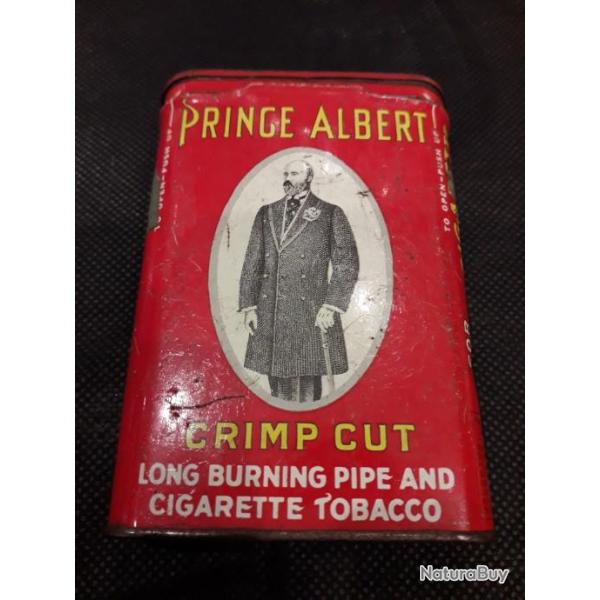 PRINCE ALBERT
TO OPEN-PUSH UP
TO OPEN-PUSH UP
CRIMP CUT
LONG BURNING PIPE AND
CIGARETTE TOBACCO
FOR
NaturaBuy